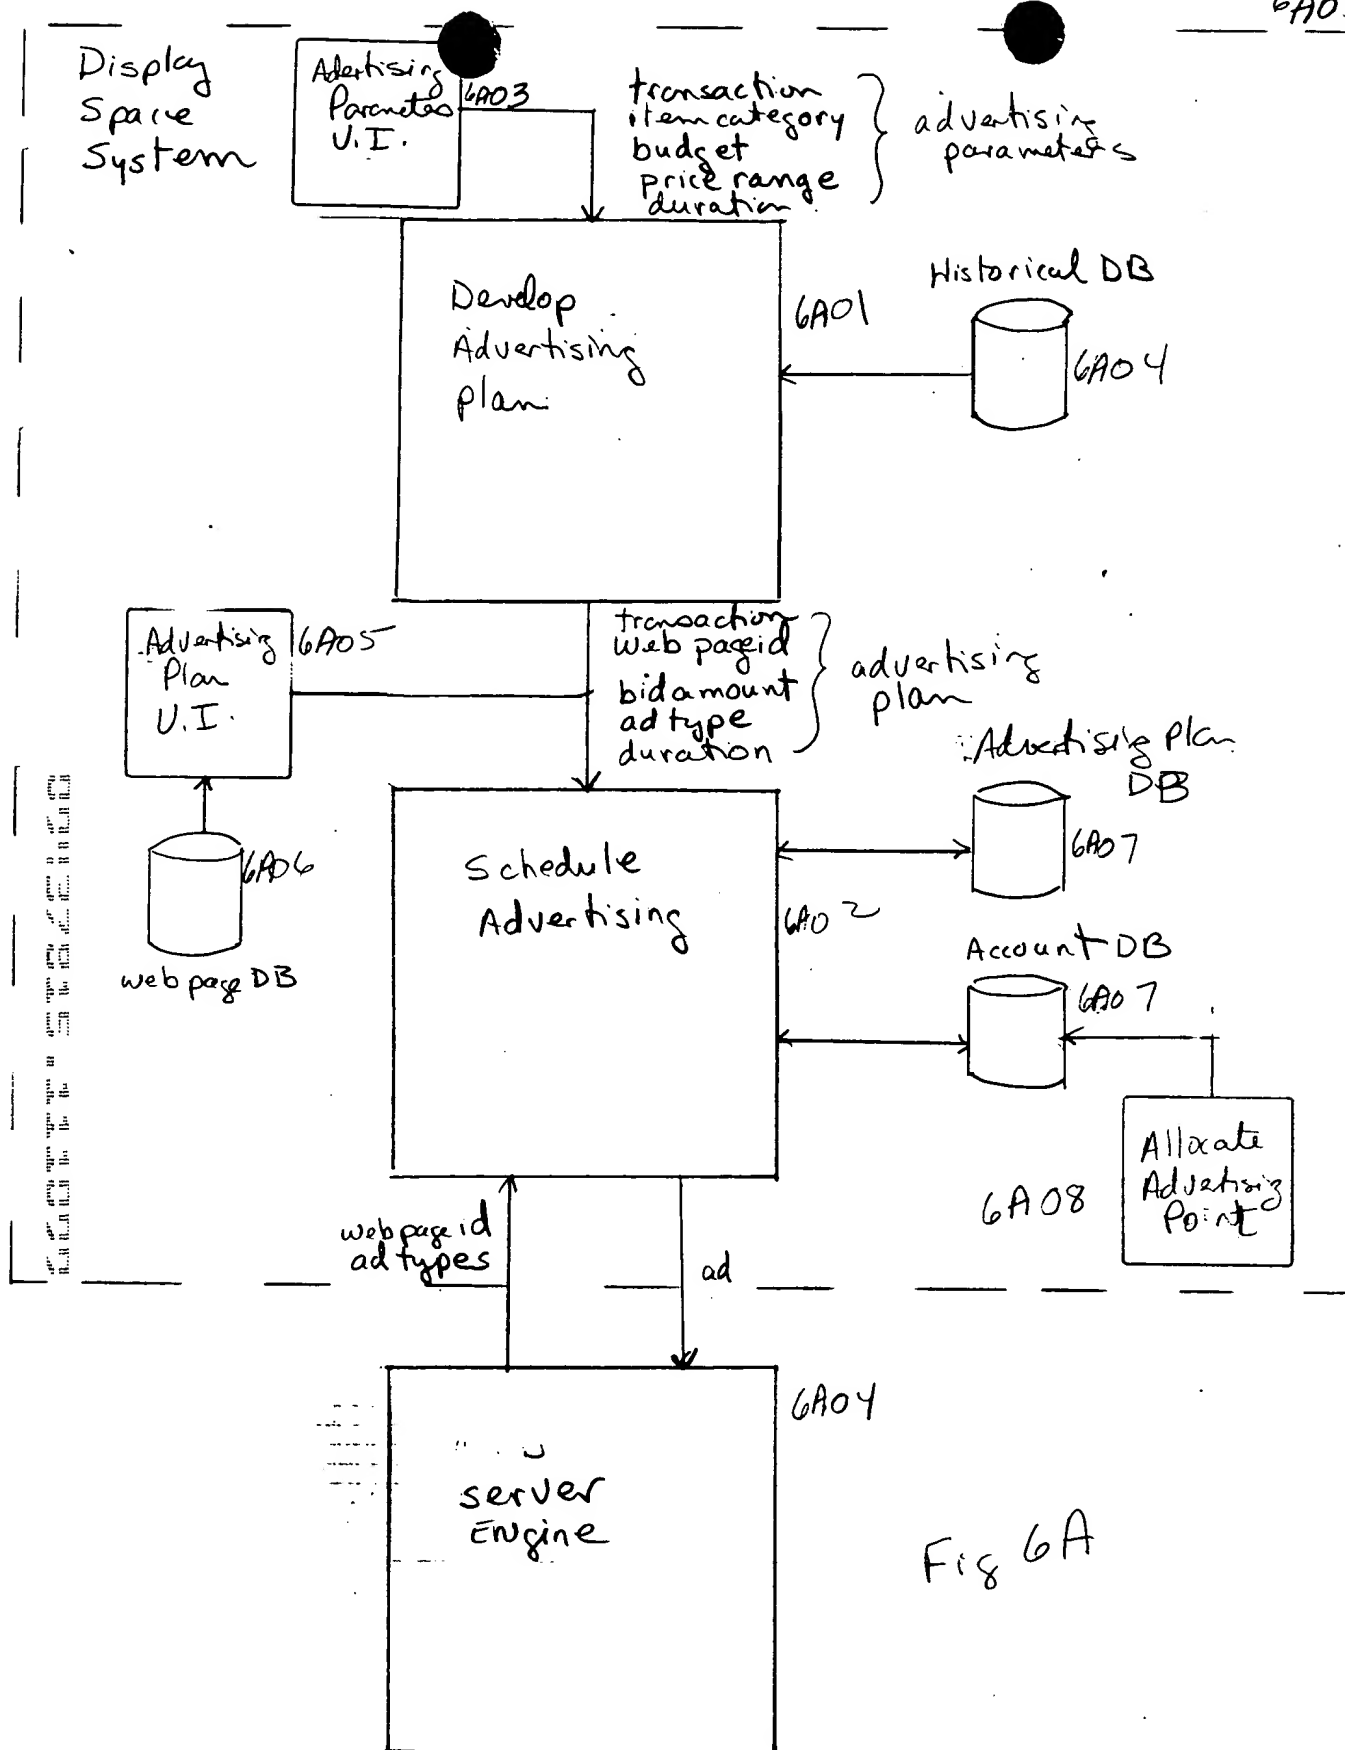 6A0
Display
Space
System
Adertising
Parameters
U.I.
6A03
transaction
item category
budget
price range
duration
advertising
parameters
Develop
Advertising
plan
6A01
Historical DB
6A04
Advertising
Plan
U.I.
6A05
transaction
web page id
bid amount
ad type
duration
advertising
plan
Advertising Plan
DB
6A07
6A06
web page DB
Schedule
Advertising
6A02
Account DB
6A07
Allocate
Advertising
Point
6A08
web page id
ad types
ad
6A04
server
Engine
Fig 6A